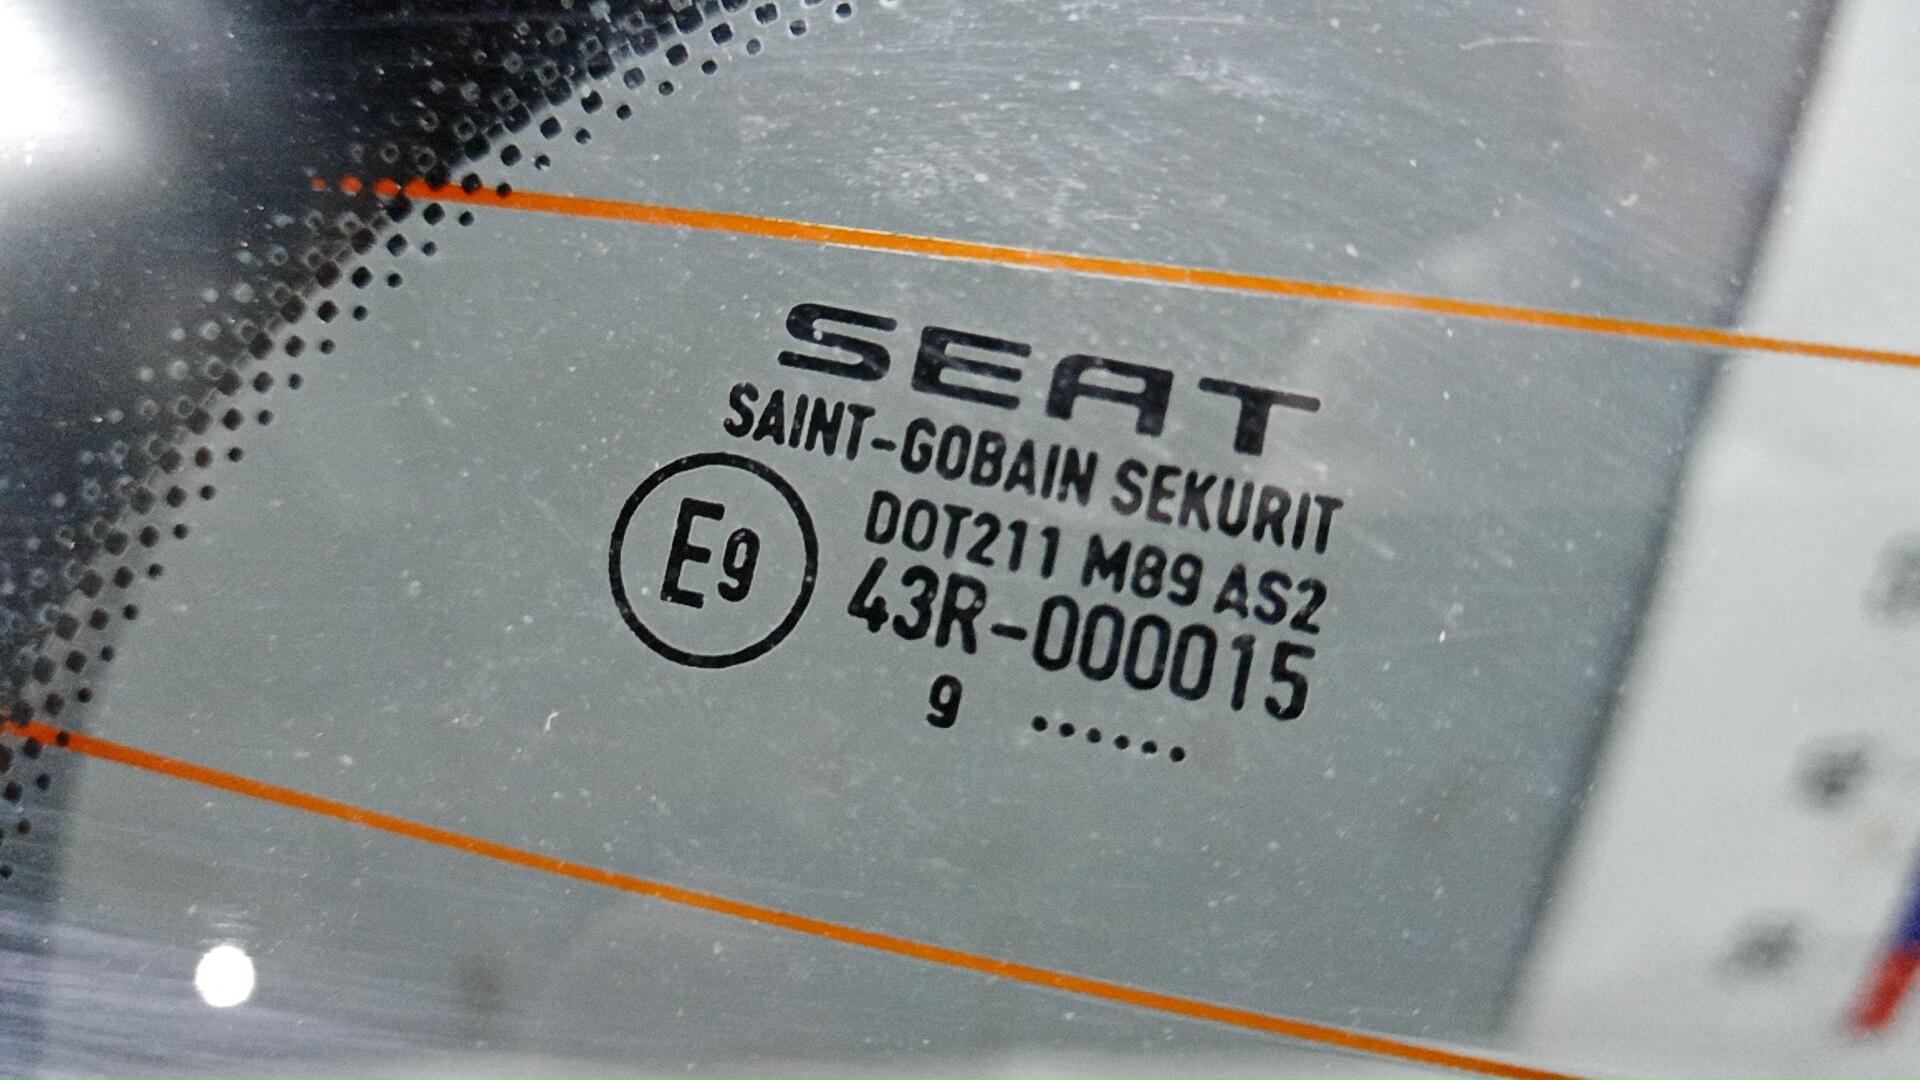 SEAT
SAINT-GOBAIN SEKURIT
E9
DOT211 M89 AS2
43R-000015
9 ......